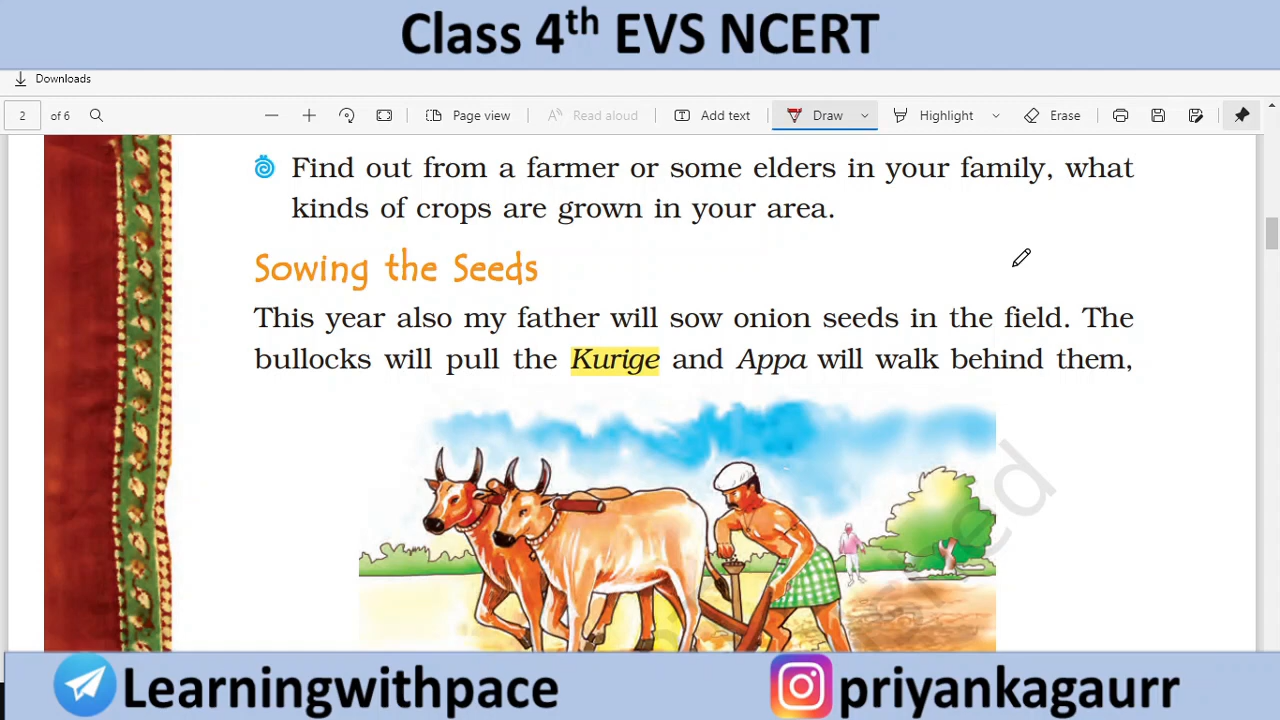 Class 4th EVS NCERT
Downloads
2 of 6 Page view Read aloud Add text Draw Highlight Erase
Find out from a farmer or some elders in your family, what
kinds of crops are grown in your area.
Sowing the Seeds
This year also my father will sow onion seeds in the field. The
bullocks will pull the Kurige and Appa will walk behind them,
Learningwithpace priyankagaurr